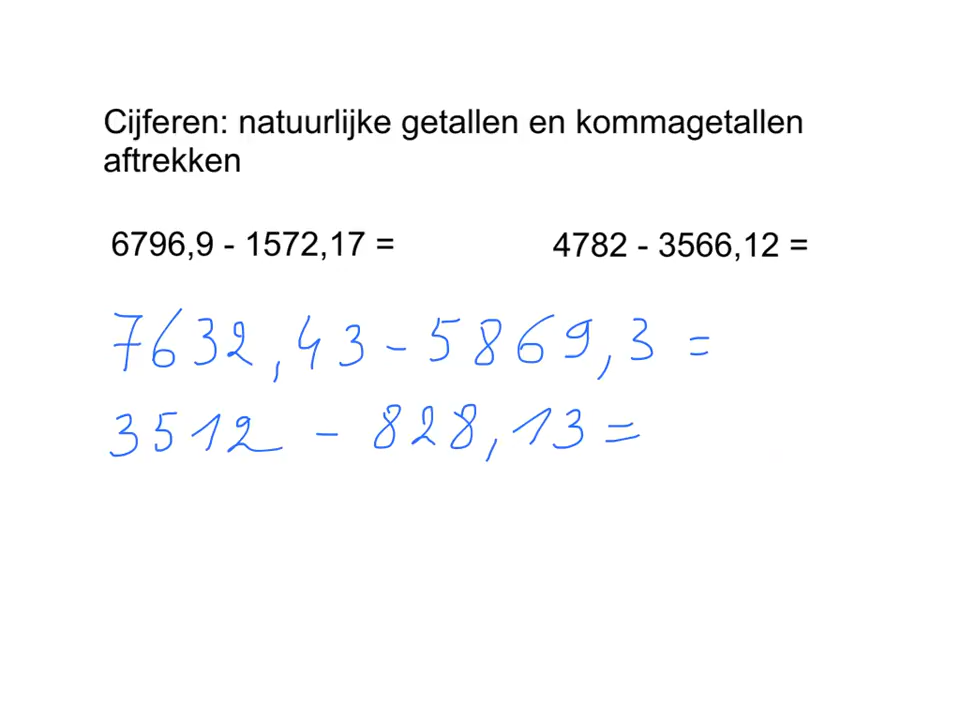 Cijferen: natuurlijke getallen en kommagetallen
aftrekken
6796,9 - 1572,17 = 4782 - 3566,12 =
7632,43 - 5869,3 =
3512 - 828,13 =